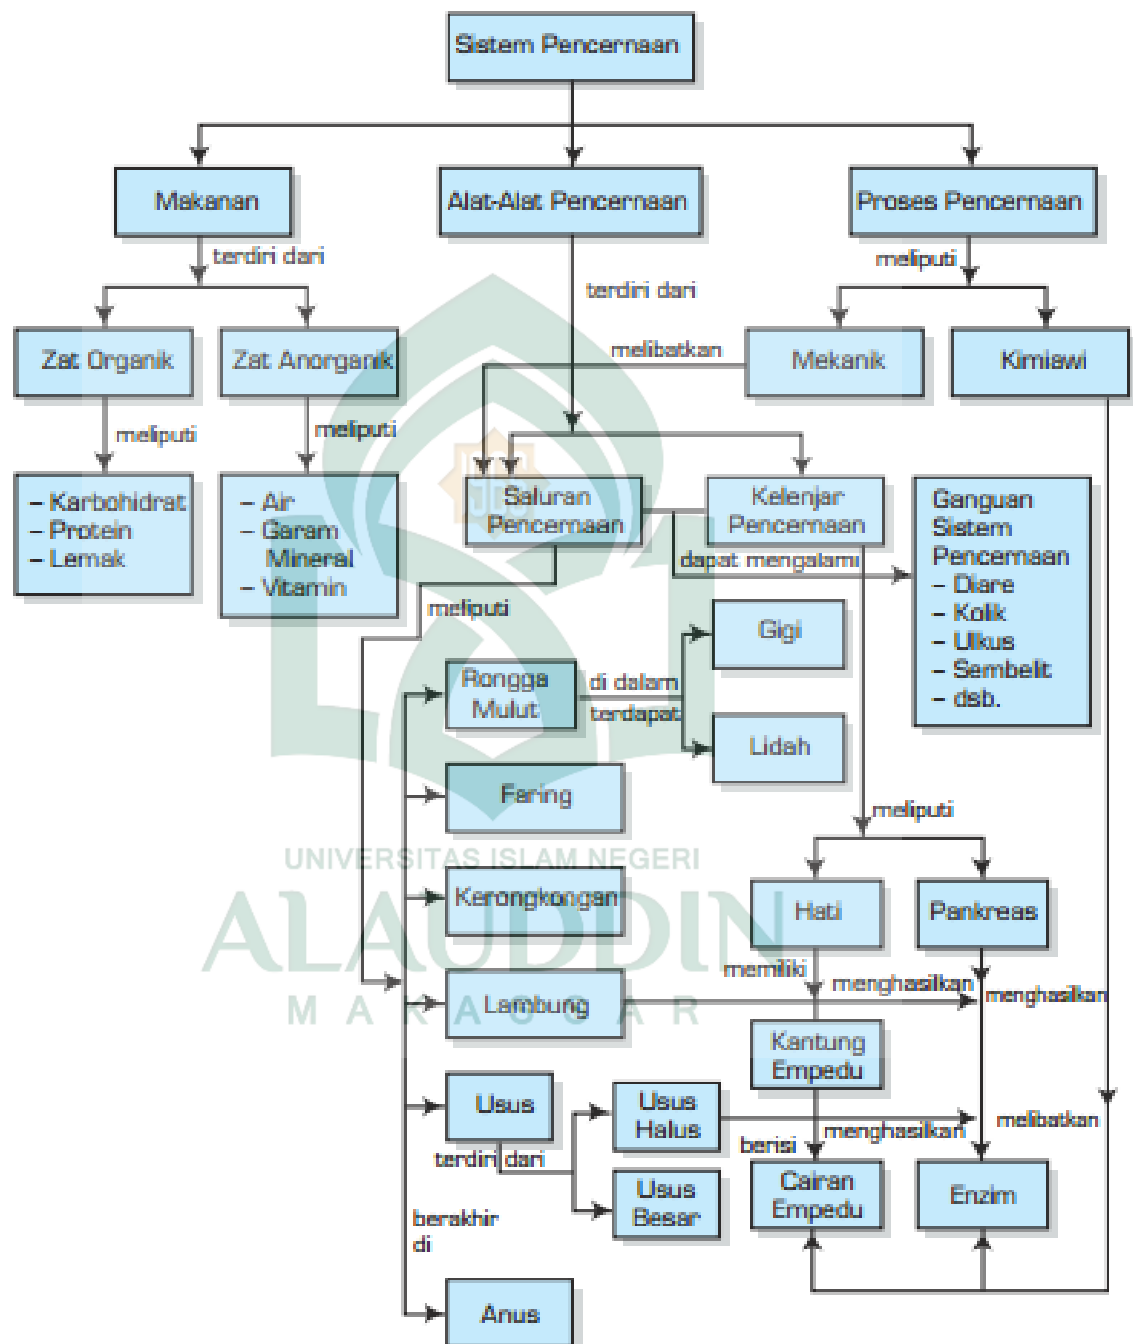 Sistem Pencernaan
Makanan
Alat-Alat Pencernaan
Proses Pencernaan
terdiri dari
meliputi
terdiri dari
Zat Organik
Zat Anorganik
melibatkan
Mekanik
Kimiawi
meliputi
meliputi
– Karbohidrat
– Protein
– Lemak
– Air
– Garam
Mineral
– Vitamin
Saluran
Pencernaan
Kelenjar
Pencernaan
Ganguan
Sistem
Pencernaan
– Diare
– Kolik
– Ulkus
– Sembelit
– dsb.
dapat mengalami
meliputi
Rongga
Mulut
di dalam
terdapat
Gigi
Lidah
Faring
meliputi
UNIVERSITAS ISLAM NEGERI
ALAUDDIN
MAKASSAR
Kerongkongan
Hati
Pankreas
memiliki
menghasilkan
menghasilkan
Lambung
Kantung
Empedu
Usus
Usus
Halus
menghasilkan
melibatkan
terdiri dari
berisi
Usus
Besar
Cairan
Empedu
Enzim
berakhir
di
Anus